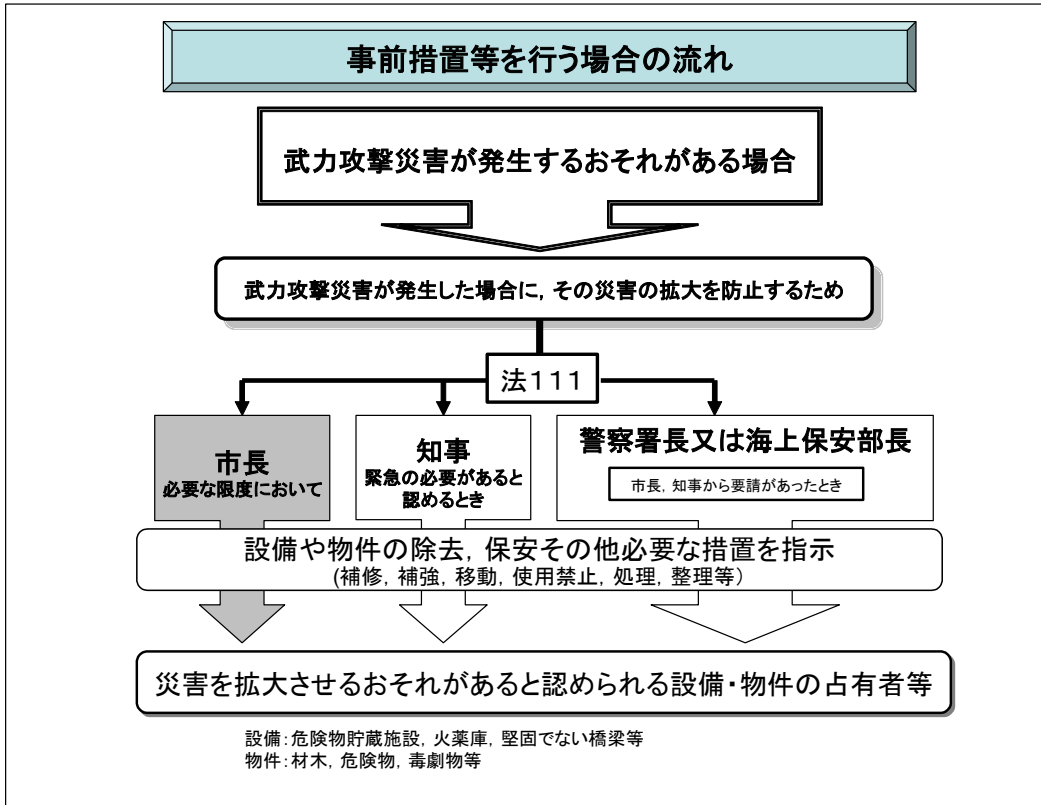 事前措置等を行う場合の流れ
武力攻撃災害が発生するおそれがある場合
武力攻撃災害が発生した場合に，その災害の拡大を防止するため
法１１１
市長
必要な限度において
知事
緊急の必要があると
認めるとき
警察署長又は海上保安部長
市長，知事から要請があったとき
設備や物件の除去，保安その他必要な措置を指示
(補修，補強，移動，使用禁止，処理，整理等）
災害を拡大させるおそれがあると認められる設備・物件の占有者等
設備：危険物貯蔵施設，火薬庫，堅固でない橋梁等
物件：材木，危険物，毒劇物等